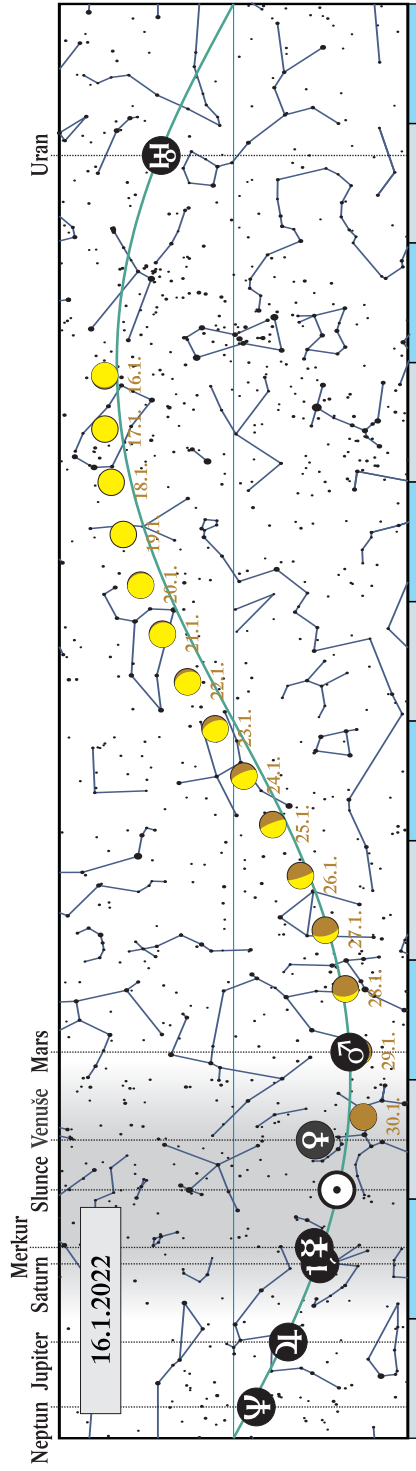 Uran
Mars
Venuše
Slunce
Merkur
Saturn
Jupiter
Neptun
16.1.2022
16.1.
17.1.
18.1.
19.1.
20.1.
21.1.
22.1.
23.1.
24.1.
25.1.
26.1.
27.1.
28.1.
29.1.
30.1.